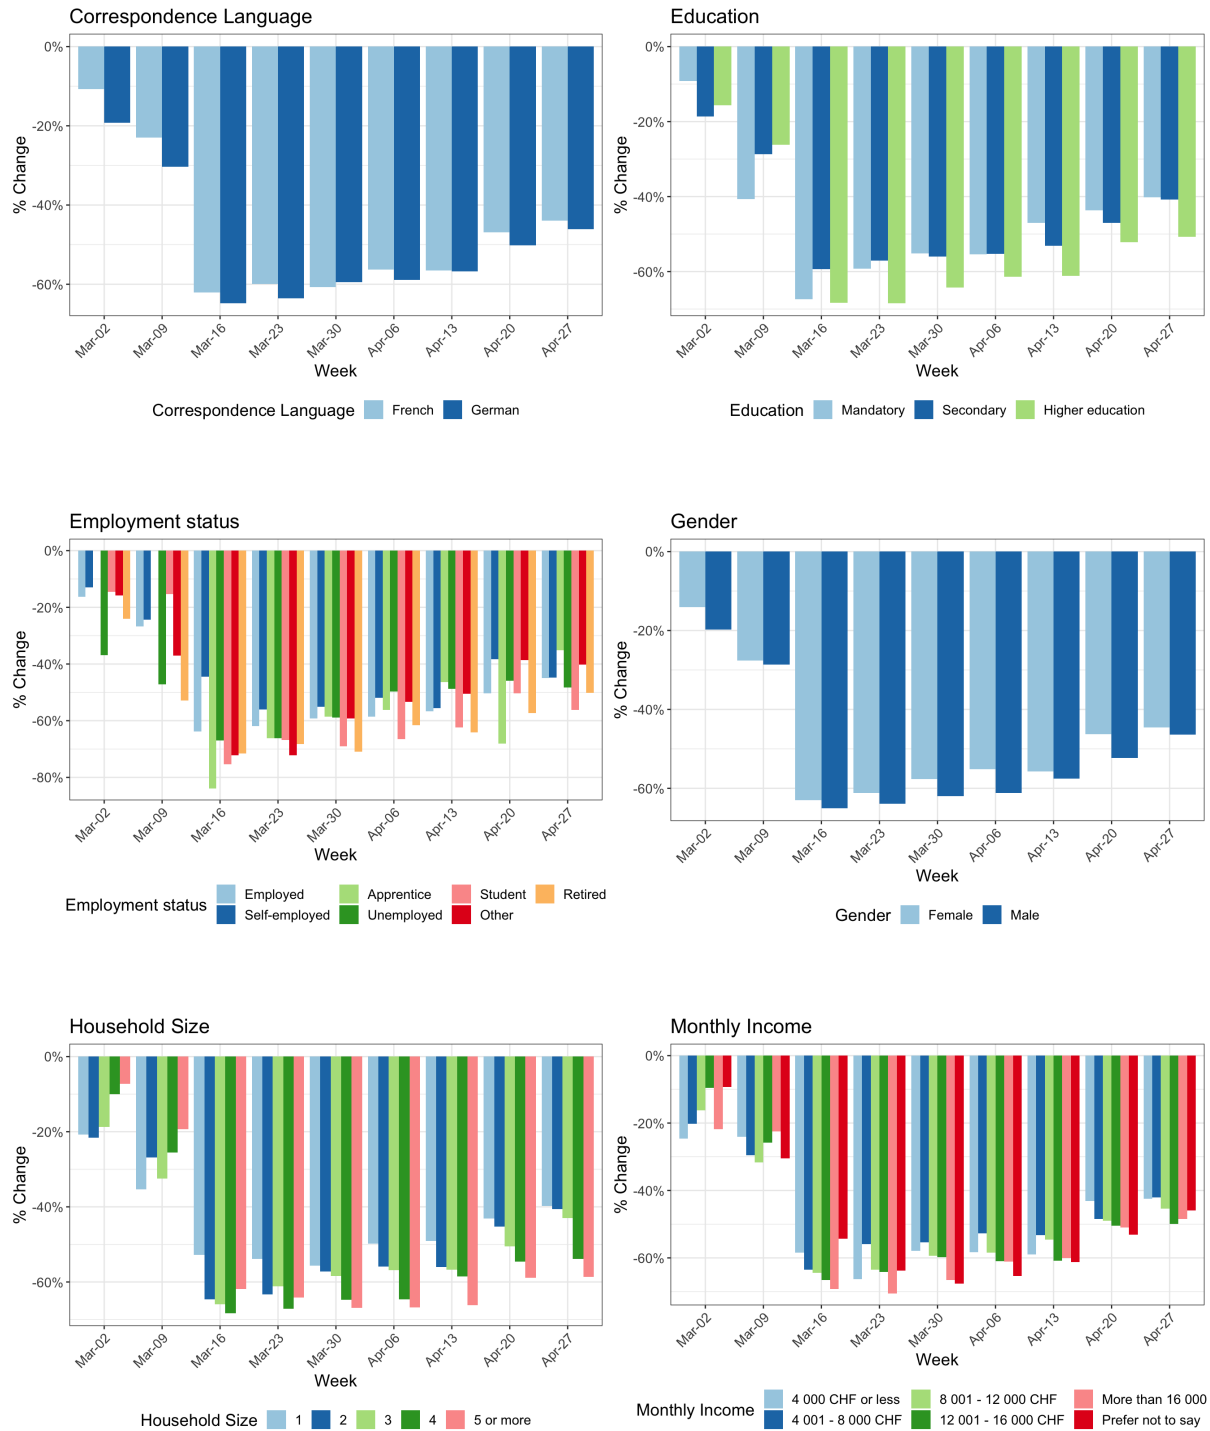 Correspondence Language
% Change
0%
-20%
-40%
-60%
Mar-02 Mar-09 Mar-16 Mar-23 Mar-30 Apr-06 Apr-13 Apr-20 Apr-27
Week
Correspondence Language French German
Education
% Change
0%
-20%
-40%
-60%
Mar-02 Mar-09 Mar-16 Mar-23 Mar-30 Apr-06 Apr-13 Apr-20 Apr-27
Week
Education Mandatory Secondary Higher education
Employment status
% Change
0%
-20%
-40%
-60%
-80%
Mar-02 Mar-09 Mar-16 Mar-23 Mar-30 Apr-06 Apr-13 Apr-20 Apr-27
Week
Employment status
Employed Apprentice Student Retired
Self-employed Unemployed Other
Gender
% Change
0%
-20%
-40%
-60%
Mar-02 Mar-09 Mar-16 Mar-23 Mar-30 Apr-06 Apr-13 Apr-20 Apr-27
Week
Gender Female Male
Household Size
% Change
0%
-20%
-40%
-60%
Mar-02 Mar-09 Mar-16 Mar-23 Mar-30 Apr-06 Apr-13 Apr-20 Apr-27
Week
Household Size 1 2 3 4 5 or more
Monthly Income
% Change
0%
-20%
-40%
-60%
Mar-02 Mar-09 Mar-16 Mar-23 Mar-30 Apr-06 Apr-13 Apr-20 Apr-27
Week
Monthly Income
4 000 CHF or less 8 001 - 12 000 CHF More than 16 000
4 001 - 8 000 CHF 12 001 - 16 000 CHF Prefer not to say